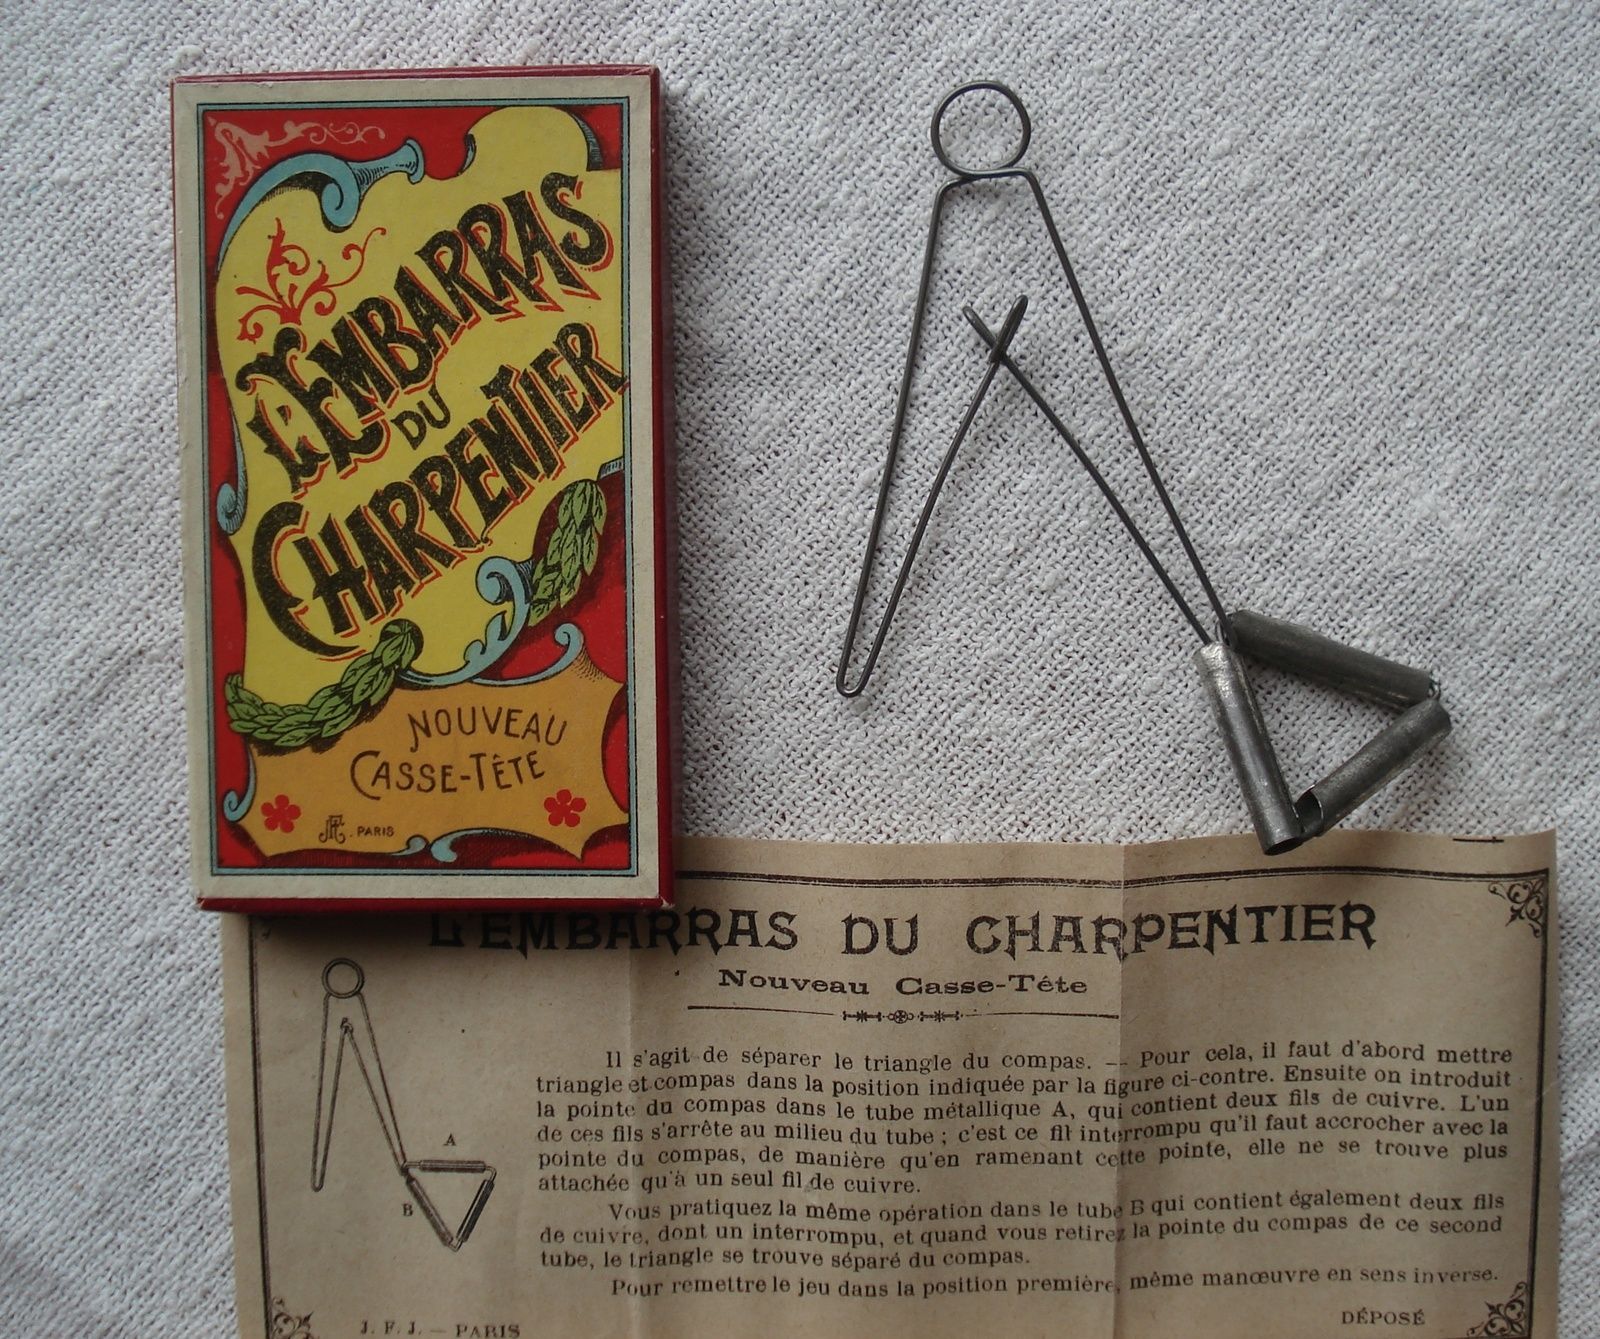 L'EMBARRAS
DU
CHARPENTIER
NOUVEAU
CASSE-TÊTE
PARIS
L'EMBARRAS DU CHARPENTIER
Nouveau Casse-Tête
Il s'agit de séparer le triangle du compas. — Pour cela, il faut d'abord mettre
triangle et compas dans la position indiquée par la figure ci-contre. Ensuite on introduit
la pointe du compas dans le tube métallique A, qui contient deux fils de cuivre. L'un
de ces fils s'arrête au milieu du tube ; c'est ce fil interrompu qu'il faut accrocher avec la
pointe du compas, de manière qu'en ramenant cette pointe, elle ne se trouve plus
attachée qu'à un seul fil de cuivre.
Vous pratiquez la même opération dans le tube B qui contient également deux fils
de cuivre, dont un interrompu, et quand vous retirez la pointe du compas de ce second
tube, le triangle se trouve séparé du compas.
Pour remettre le jeu dans la position première, même manœuvre en sens inverse.
A
B
J. F. J. — PARIS
DÉPOSÉ